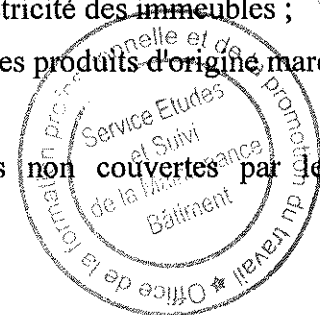 tricité des immeubles ;
es produits d'origine mar
s non couvertes par le
Office de la formation professionnelle et de la promotion du travail
Service Etudes
et Suivi
de la Maintenance
Bâtiment